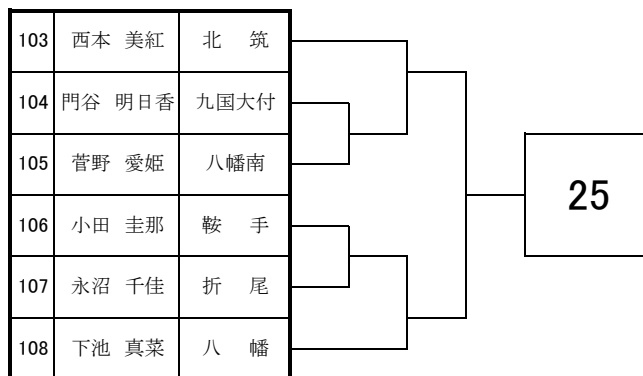 103 西本 美紅 北 筑
104 門谷 明日香 九国大付
105 菅野 愛姫 八幡南
106 小田 圭那 鞍 手
107 永沼 千佳 折 尾
108 下池 真菜 八 幡
25